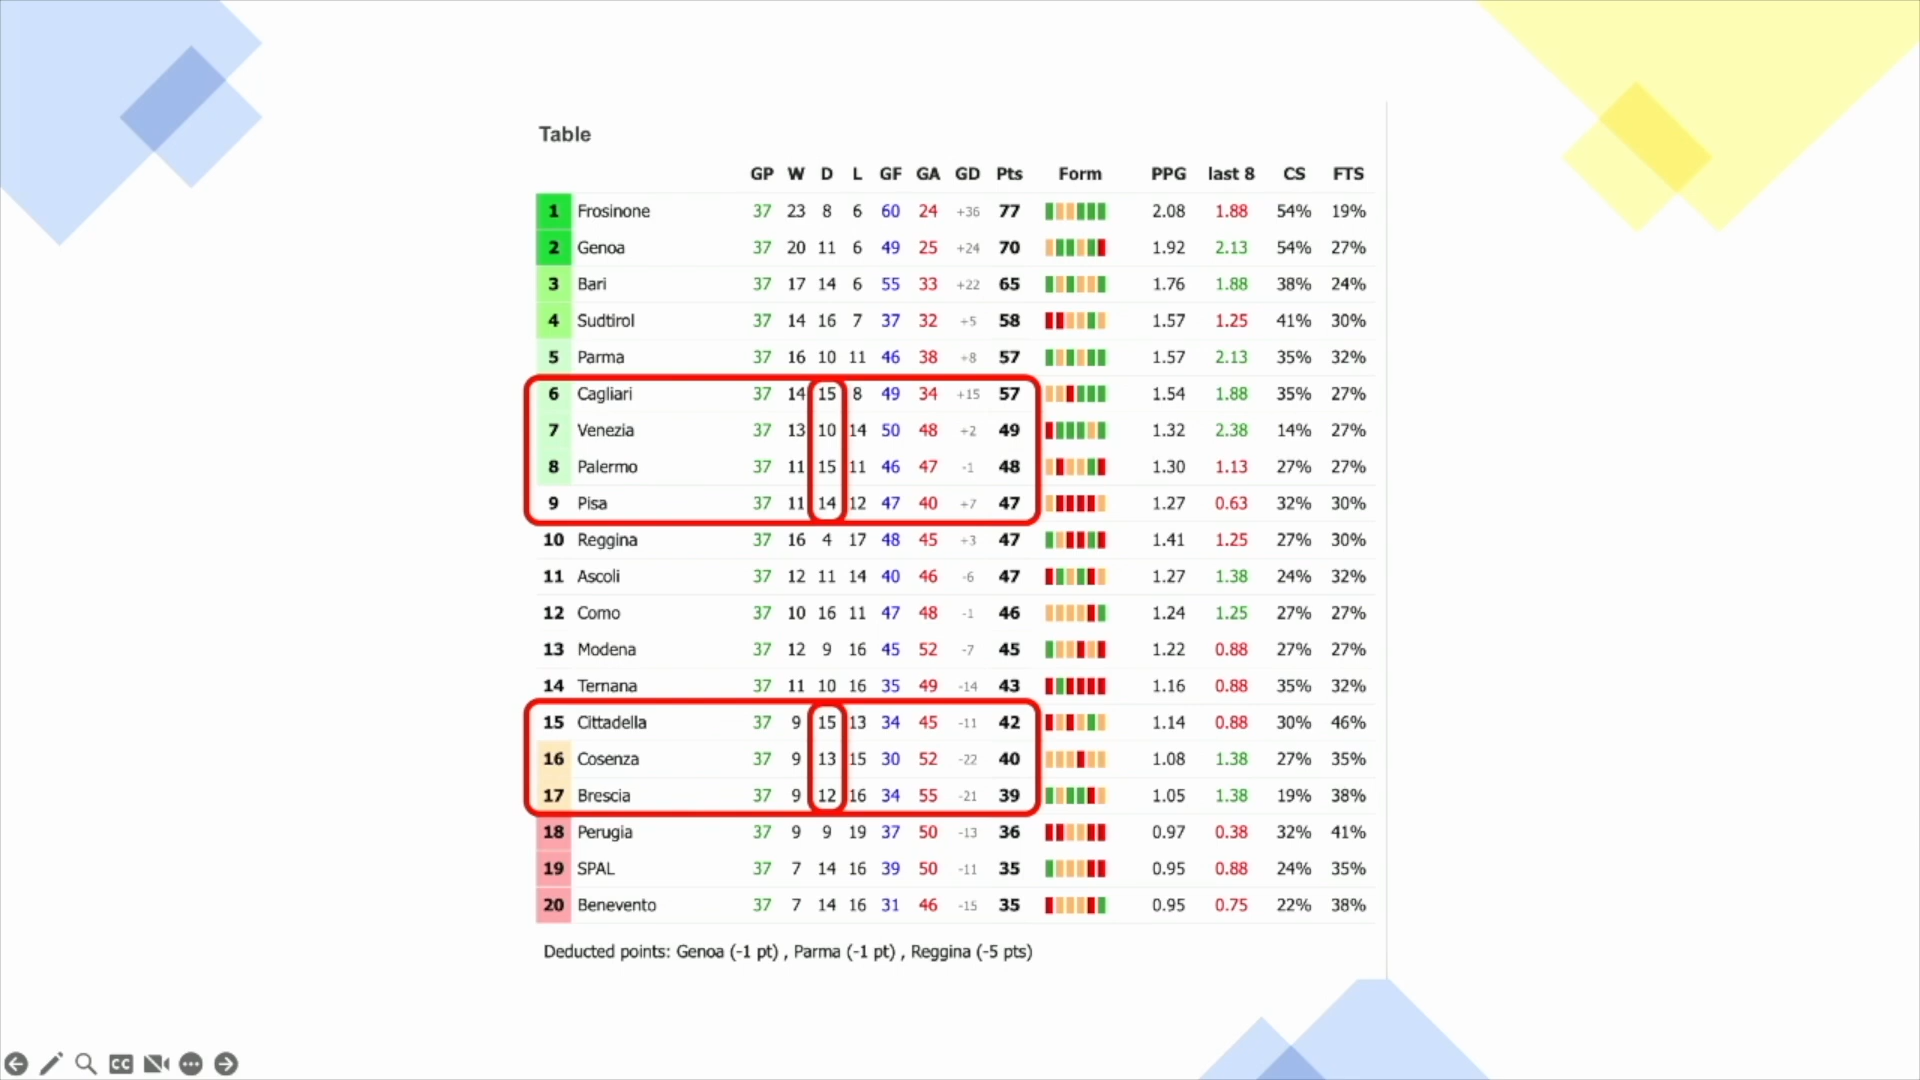 Table
GP W D L GF GA GD Pts Form PPG last 8 CS FTS
1 Frosinone 37 23 8 6 60 24 +36 77 2.08 1.88 54% 19%
2 Genoa 37 20 11 6 49 25 +24 70 1.92 2.13 54% 27%
3 Bari 37 17 14 6 55 33 +22 65 1.76 1.88 38% 24%
4 Sudtirol 37 14 16 7 37 32 +5 58 1.57 1.25 41% 30%
5 Parma 37 16 10 11 46 38 +8 57 1.57 2.13 35% 32%
6 Cagliari 37 14 15 8 49 34 +15 57 1.54 1.88 35% 27%
7 Venezia 37 13 10 14 50 48 +2 49 1.32 2.38 14% 27%
8 Palermo 37 11 15 11 46 47 -1 48 1.30 1.13 27% 27%
9 Pisa 37 11 14 12 47 40 +7 47 1.27 0.63 32% 30%
10 Reggina 37 16 4 17 48 45 +3 47 1.41 1.25 27% 30%
11 Ascoli 37 12 11 14 40 46 -6 47 1.27 1.38 24% 32%
12 Como 37 10 16 11 47 48 -1 46 1.24 1.25 27% 27%
13 Modena 37 12 9 16 45 52 -7 45 1.22 0.88 27% 27%
14 Ternana 37 11 10 16 35 49 -14 43 1.16 0.88 35% 32%
15 Cittadella 37 9 15 13 34 45 -11 42 1.14 0.88 30% 46%
16 Cosenza 37 9 13 15 30 52 -22 40 1.08 1.38 27% 35%
17 Brescia 37 9 12 16 34 55 -21 39 1.05 1.38 19% 38%
18 Perugia 37 9 9 19 37 50 -13 36 0.97 0.38 32% 41%
19 SPAL 37 7 14 16 39 50 -11 35 0.95 0.88 24% 35%
20 Benevento 37 7 14 16 31 46 -15 35 0.95 0.75 22% 38%
Deducted points: Genoa (-1 pt) , Parma (-1 pt) , Reggina (-5 pts)
CC